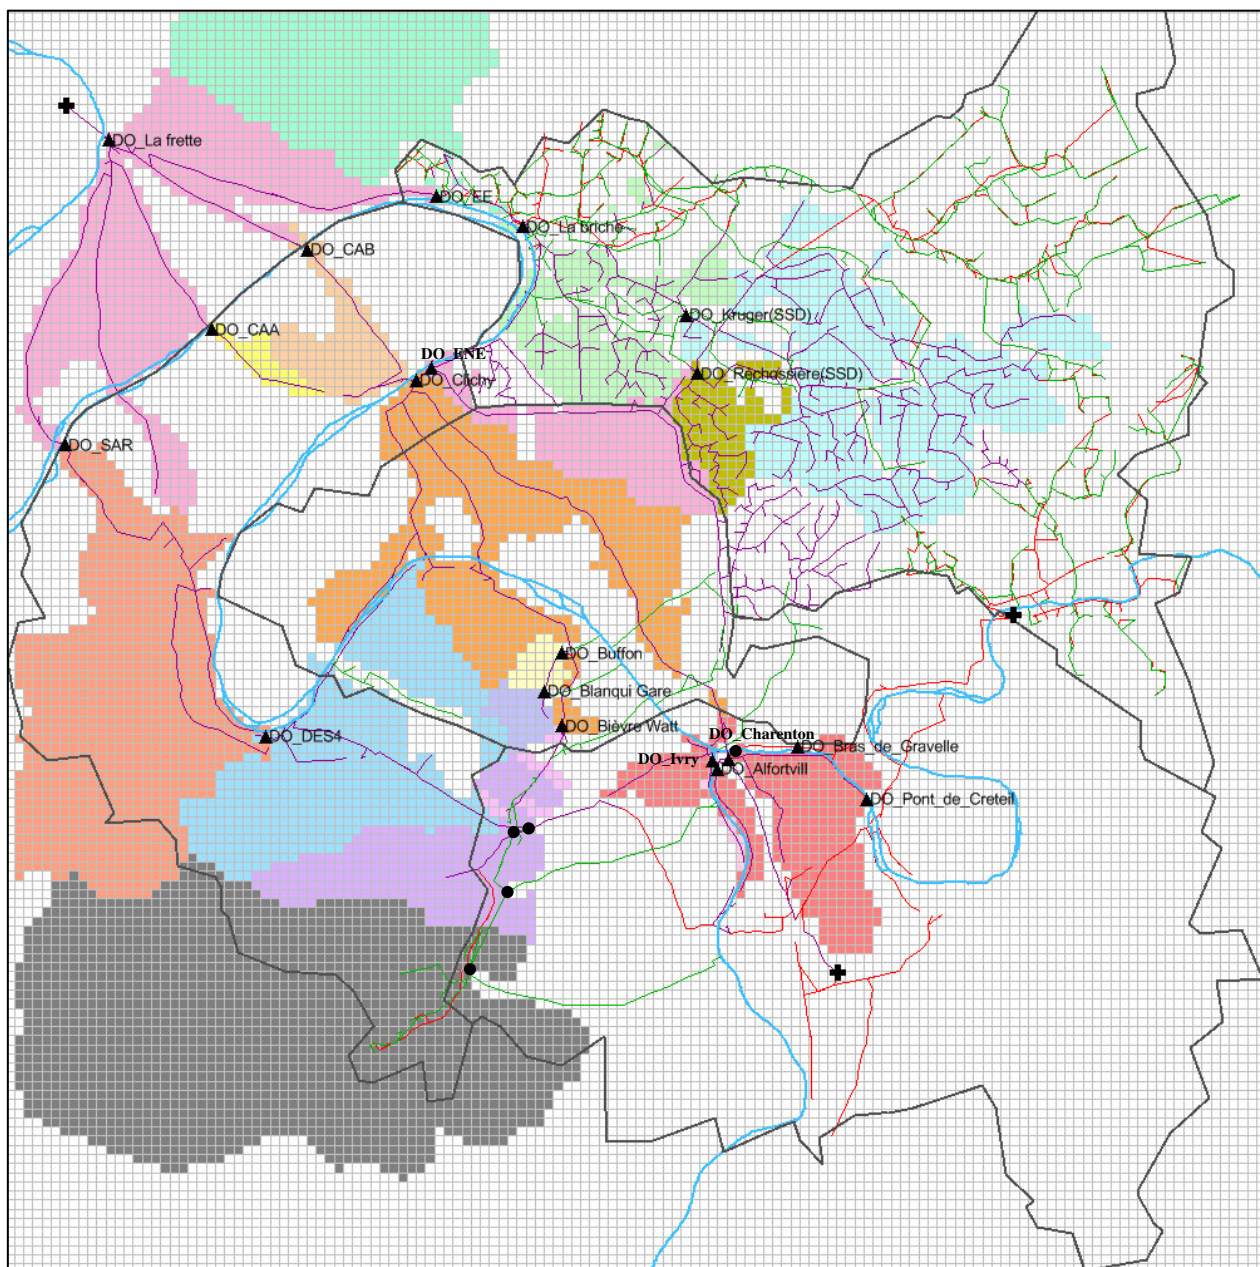 DO_La frette
DO_EE
DO_La briche
DO_CAB
DO_Kruger(SSD)
DO_CAA
DO_ENE
DO_Clichy
DO_Rechossière(SSD)
DO_SAR
DO_Buffon
DO_Blanqui Gare
DO_Bièvre Watt
DO_DES4
DO_Charenton
DO_Bras_de_Gravelle
DO_Ivry
DO_Alfortvill
DO_Pont_de_Creteil